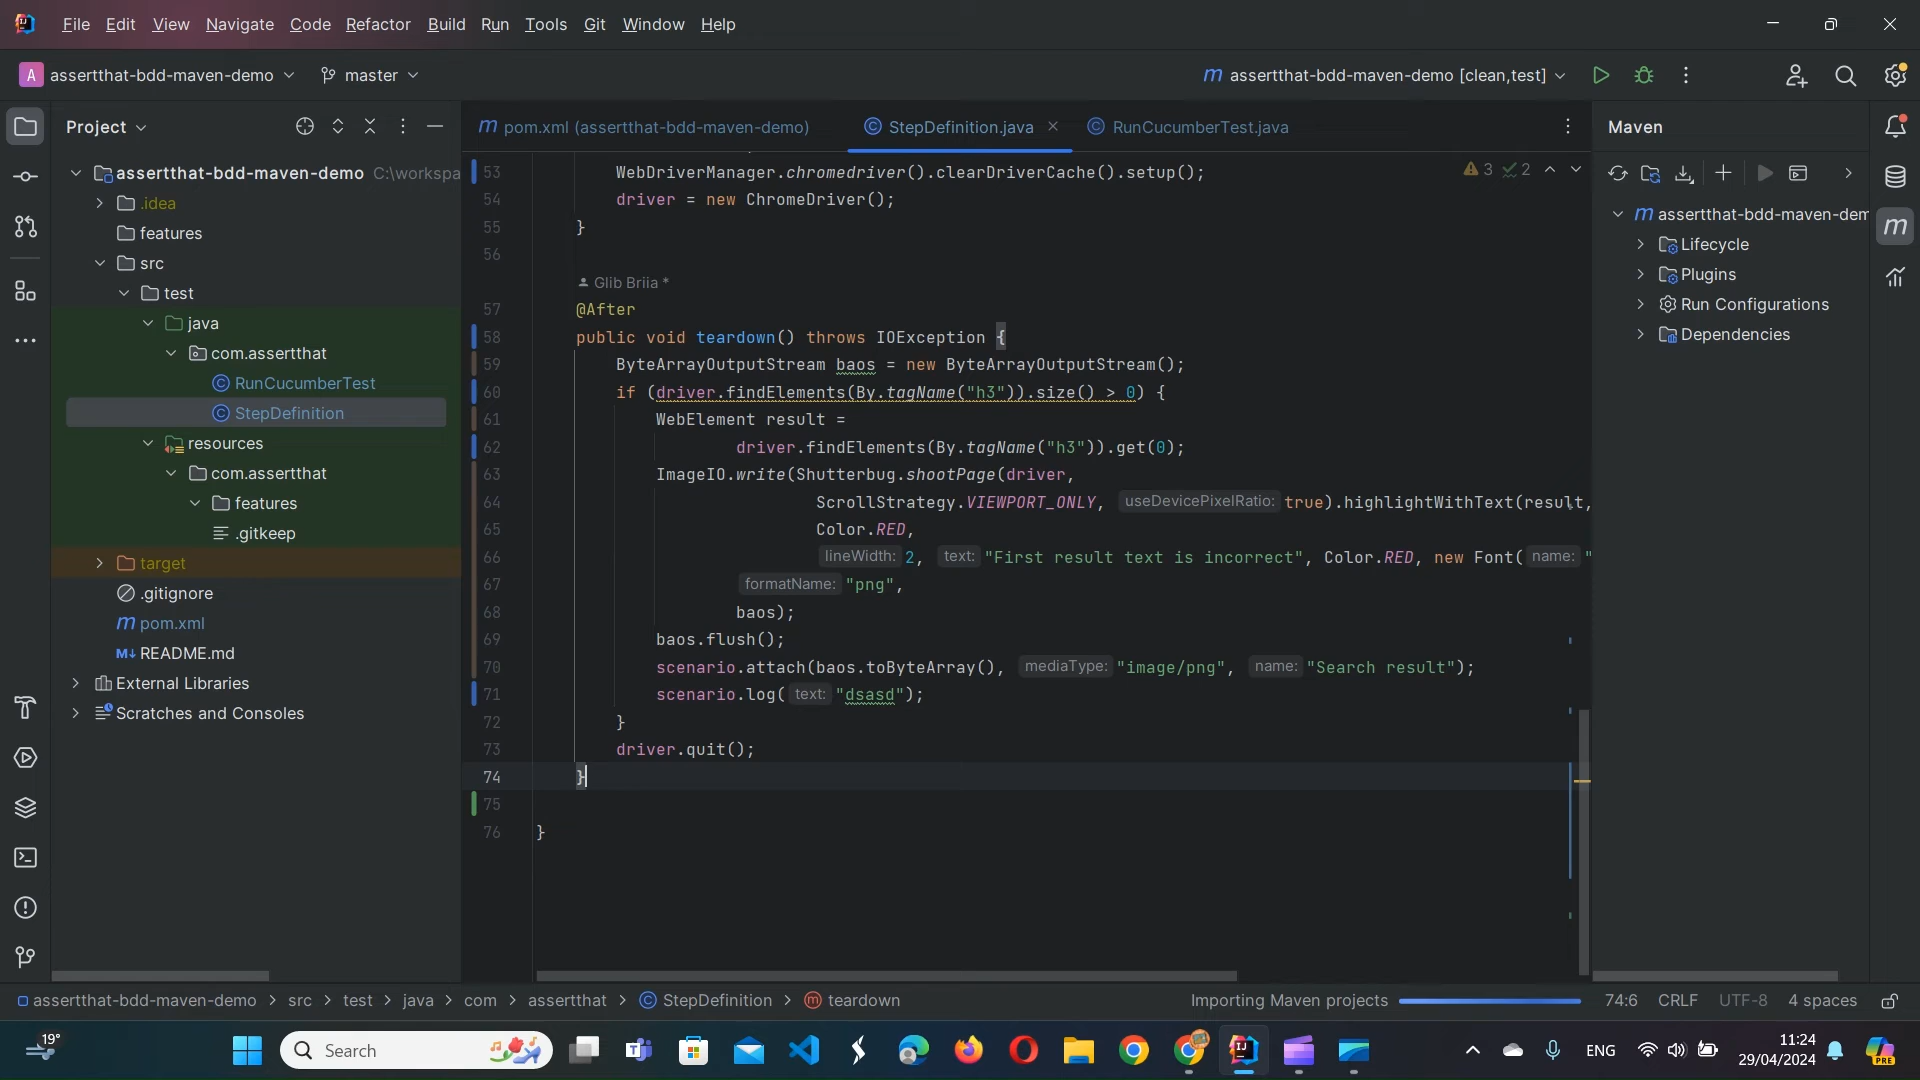 File Edit View Navigate Code Refactor Build Run Tools Git Window Help
A assertthat-bdd-maven-demo master m assertthat-bdd-maven-demo [clean,test]
Project
assertthat-bdd-maven-demo C:\workspa
.idea
features
src
test
java
com.assertthat
RunCucumberTest
StepDefinition
resources
com.assertthat
features
.gitkeep
target
.gitignore
m pom.xml
M↓ README.md
External Libraries
Scratches and Consoles
m pom.xml (assertthat-bdd-maven-demo) StepDefinition.java RunCucumberTest.java
3 2
53 WebDriverManager.chromedriver().clearDriverCache().setup();
54 driver = new ChromeDriver();
55 }
56
Glib Briia *
57 @After
58 public void teardown() throws IOException {
59 ByteArrayOutputStream baos = new ByteArrayOutputStream();
60 if (driver.findElements(By.tagName("h3")).size() > 0) {
61 WebElement result =
62 driver.findElements(By.tagName("h3")).get(0);
63 ImageIO.write(Shutterbug.shootPage(driver,
64 ScrollStrategy.VIEWPORT_ONLY, useDevicePixelRatio: true).highlightWithText(result,
65 Color.RED,
66 lineWidth: 2, text: "First result text is incorrect", Color.RED, new Font( name: "
67 formatName: "png",
68 baos);
69 baos.flush();
70 scenario.attach(baos.toByteArray(), mediaType: "image/png", name: "Search result");
71 scenario.log( text: "dsasd");
72 }
73 driver.quit();
74 }
75
76 }
Maven
m assertthat-bdd-maven-dem
Lifecycle
Plugins
Run Configurations
Dependencies
m
assertthat-bdd-maven-demo > src > test > java > com > assertthat > StepDefinition > m teardown Importing Maven projects 74:6 CRLF UTF-8 4 spaces
19° Search ENG 11:24
29/04/2024
PRE